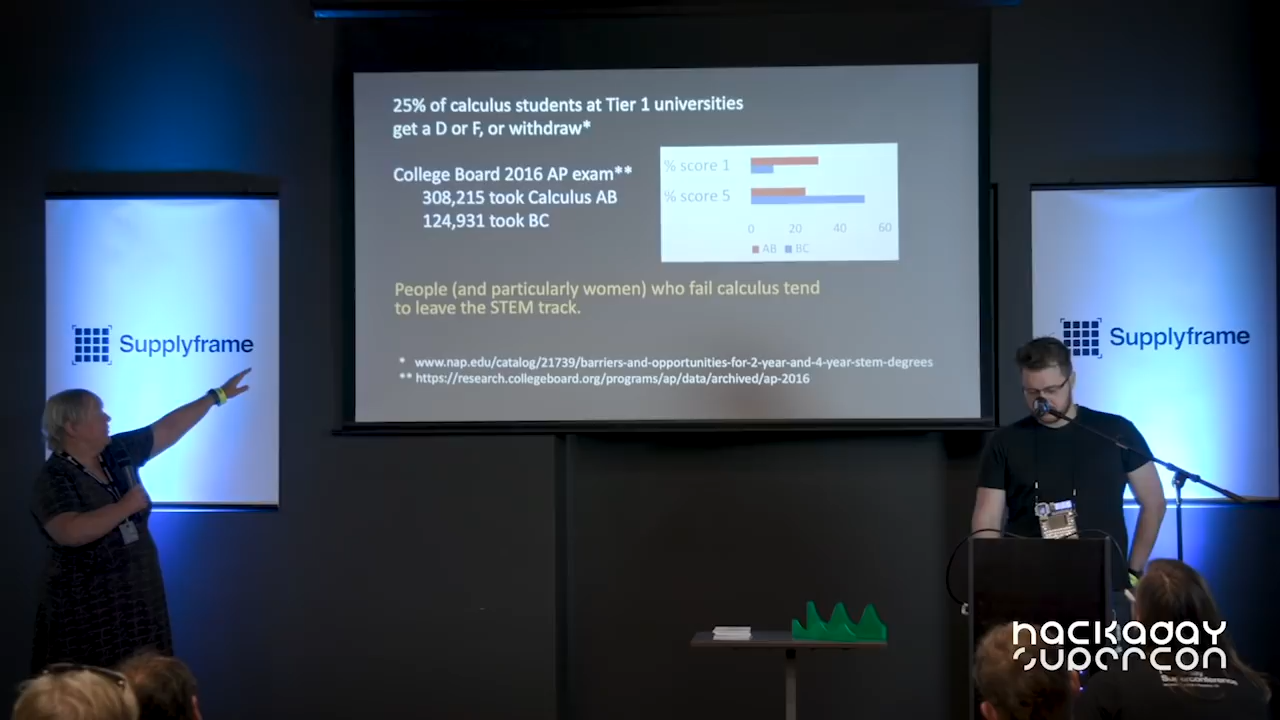 25% of calculus students at Tier 1 universities
get a D or F, or withdraw*
College Board 2016 AP exam**
308,215 took Calculus AB
124,931 took BC
% score 1
% score 5
0 20 40 60
AB BC
People (and particularly women) who fail calculus tend
to leave the STEM track.
* www.nap.edu/catalog/21739/barriers-and-opportunities-for-2-year-and-4-year-stem-degrees
** https://research.collegeboard.org/programs/ap/data/archived/ap-2016
Supplyframe
Supplyframe
hackaday
supercon